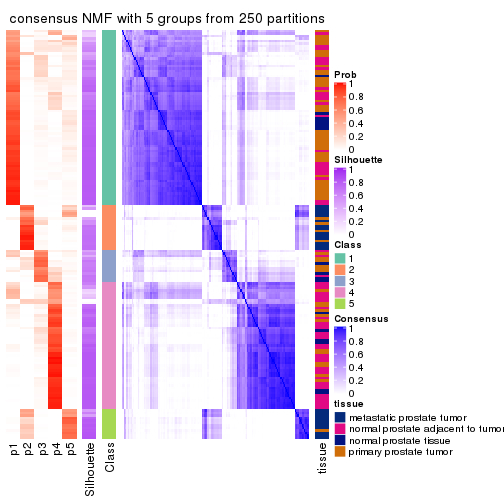 consensus NMF with 5 groups from 250 partitions
Prob
1
0.8
0.6
0.4
0.2
0
Silhouette
1
0.8
0.6
0.4
0.2
0
Class
1
2
3
4
5
Consensus
1
0.8
0.6
0.4
0.2
0
tissue
metastatic prostate tumor
normal prostate adjacent to tumor
normal prostate tissue
primary prostate tumor
p1
p2
p3
p4
p5
Silhouette
Class
tissue